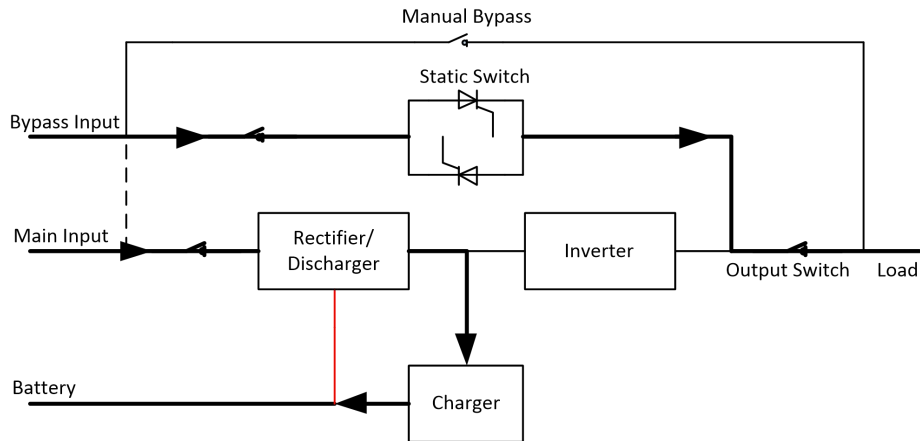 Manual Bypass
Static Switch
Bypass Input
Main Input
Rectifier/
Discharger
Inverter
Output Switch
Load
Battery
Charger